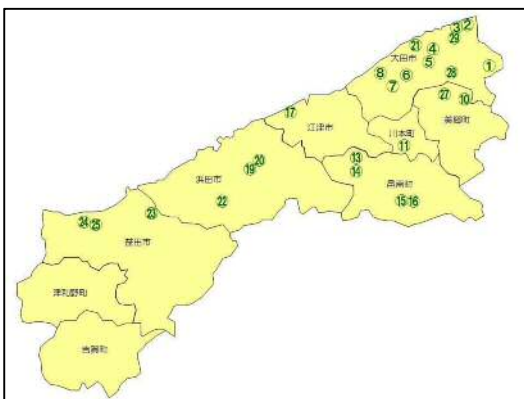 ③ ②
㉑ ④ ㉙
大田市
⑤ ①
⑧ ⑥ ㉘
⑦
㉗ ⑩
美郷町
⑰
江津市
川本町
⑪
⑬
⑭
邑南町
⑮ ⑯
⑳
⑲
浜田市
㉒
㉓
㉔ ㉕
益田市
津和野町
吉賀町